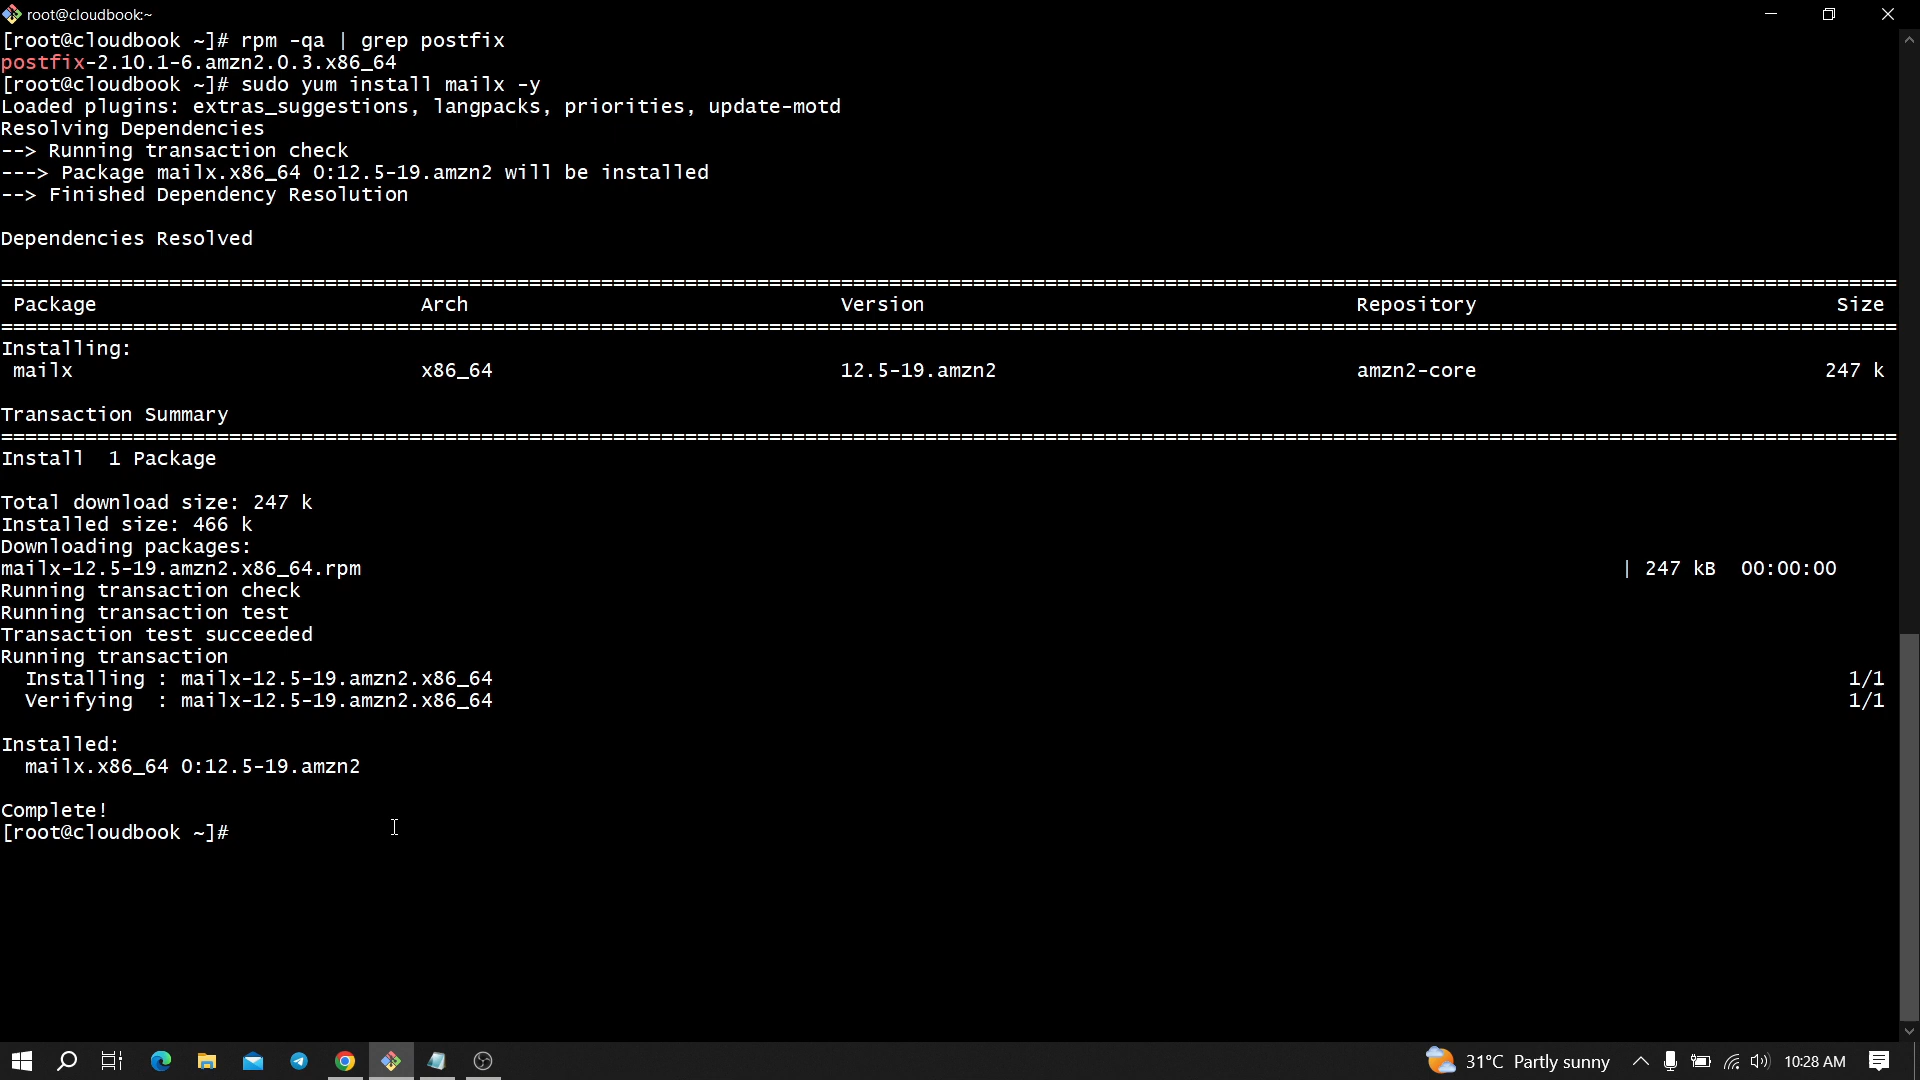 root@cloudbook:~
[root@cloudbook ~]# rpm -qa | grep postfix
postfix-2.10.1-6.amzn2.0.3.x86_64
[root@cloudbook ~]# sudo yum install mailx -y
Loaded plugins: extras_suggestions, langpacks, priorities, update-motd
Resolving Dependencies
--> Running transaction check
---> Package mailx.x86_64 0:12.5-19.amzn2 will be installed
--> Finished Dependency Resolution
Dependencies Resolved
Package Arch Version Repository Size
Installing:
mailx x86_64 12.5-19.amzn2 amzn2-core 247 k
Transaction Summary
Install  1 Package
Total download size: 247 k
Installed size: 466 k
Downloading packages:
mailx-12.5-19.amzn2.x86_64.rpm | 247 kB  00:00:00
Running transaction check
Running transaction test
Transaction test succeeded
Running transaction
Installing : mailx-12.5-19.amzn2.x86_64 1/1
Verifying  : mailx-12.5-19.amzn2.x86_64 1/1
Installed:
mailx.x86_64 0:12.5-19.amzn2
Complete!
[root@cloudbook ~]#
31°C Partly sunny 10:28 AM